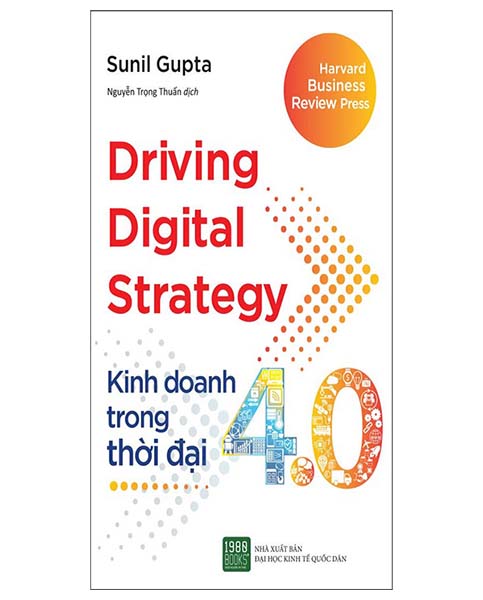 Sunil Gupta
Nguyễn Trọng Thuấn dịch
Harvard
Business
Review Press
Driving
Digital
Strategy
Kinh doanh
trong
thời đại
4.0
1980
BOOKS
NHÀ XUẤT BẢN
ĐẠI HỌC KINH TẾ QUỐC DÂN